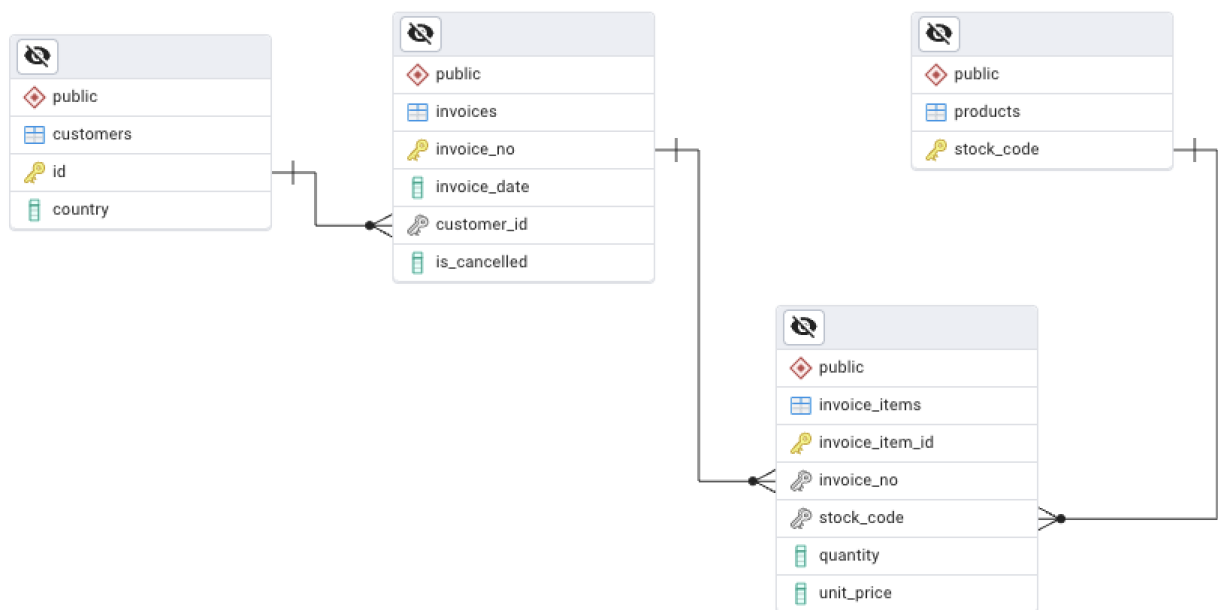 public
customers
id
country
public
invoices
invoice_no
invoice_date
customer_id
is_cancelled
public
products
stock_code
public
invoice_items
invoice_item_id
invoice_no
stock_code
quantity
unit_price